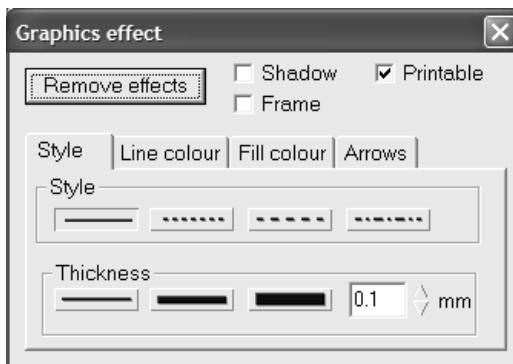 Graphics effect
Remove effects
Shadow
Printable
Frame
Style
Line colour
Fill colour
Arrows
Style
Thickness
0.1 mm